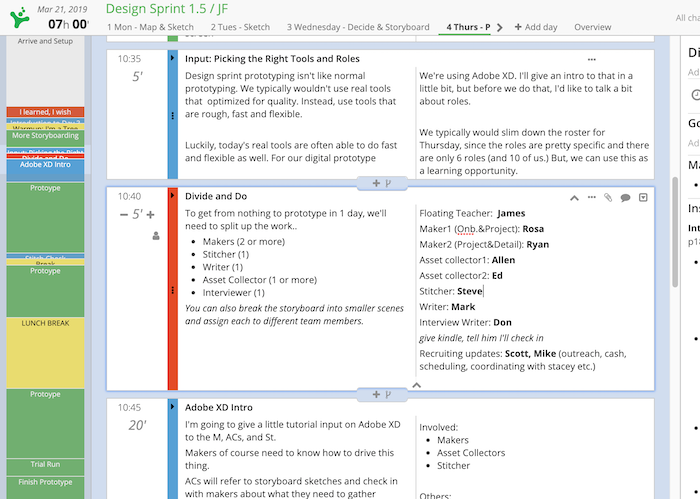 Mar 21, 2019
07h 00'
Design Sprint 1.5 / JF
All cha
1 Mon - Map & Sketch
2 Tues - Sketch
3 Wednesday - Decide & Storyboard
4 Thurs - P
+ Add day
Overview
Arrive and Setup
I learned, I wish
More Storyboarding
Adobe XD Intro
Protoype
Stitch Check
Break
Protoype
LUNCH BREAK
Protoype
Trial Run
Finish Prototype
10:35
5'
Input: Picking the Right Tools and Roles
Design sprint prototyping isn't like normal
prototyping. We typically wouldn't use real tools
that optimized for quality. Instead, use tools that
are rough, fast and flexible.
Luckily, today's real tools are often able to do fast
and flexible as well. For our digital prototype
We're using Adobe XD. I'll give an intro to that in a
little bit, but before we do that, I'd like to talk a bit
about roles.
We typically would slim down the roster for
Thursday, since the roles are pretty specific and there
are only 6 roles (and 10 of us.) But, we can use this as
a learning opportunity.
10:40
− 5' +
Divide and Do
To get from nothing to prototype in 1 day, we'll
need to split up the work..
• Makers (2 or more)
• Stitcher (1)
• Writer (1)
• Asset Collector (1 or more)
• Interviewer (1)
You can also break the storyboard into smaller scenes
and assign each to different team members.
Floating Teacher: James
Maker1 (Onb.&Project): Rosa
Maker2 (Project&Detail): Ryan
Asset collector1: Allen
Asset collector2: Ed
Stitcher: Steve
Writer: Mark
Interview Writer: Don
give kindle, tell him I'll check in
Recruiting updates: Scott, Mike (outreach, cash,
scheduling, coordinating with stacey etc.)
10:45
20'
Adobe XD Intro
I'm going to give a little tutorial input on Adobe XD
to the M, ACs, and St.
Makers of course need to know how to drive this
thing.
ACs will refer to storyboard sketches and check in
with makers about what they need to gather
Involved:
• Makers
• Asset Collectors
• Stitcher
Others:
Di
Ad
Go
Ad
Ma
Int
p1